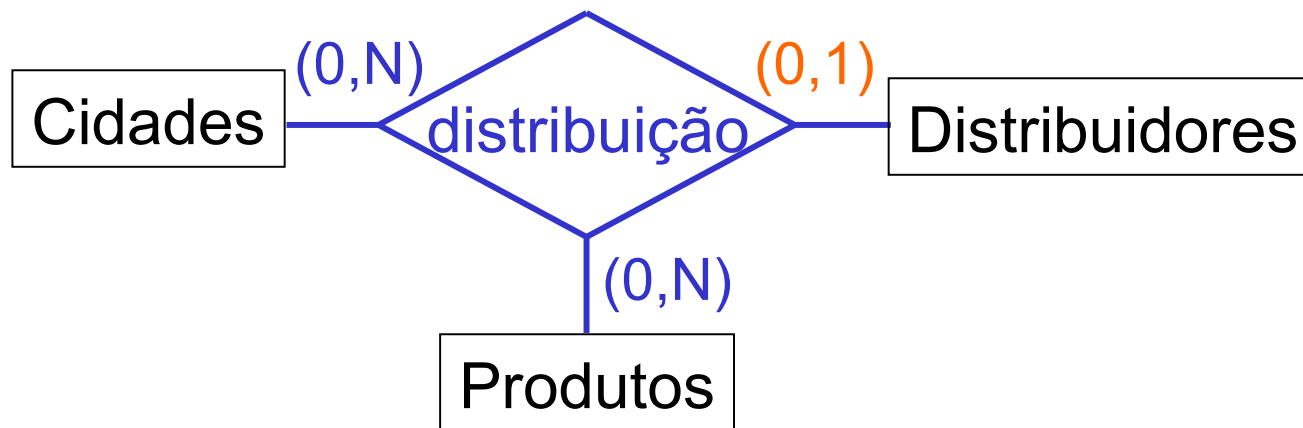 (0,N)
(0,1)
Cidades
distribuição
Distribuidores
(0,N)
Produtos